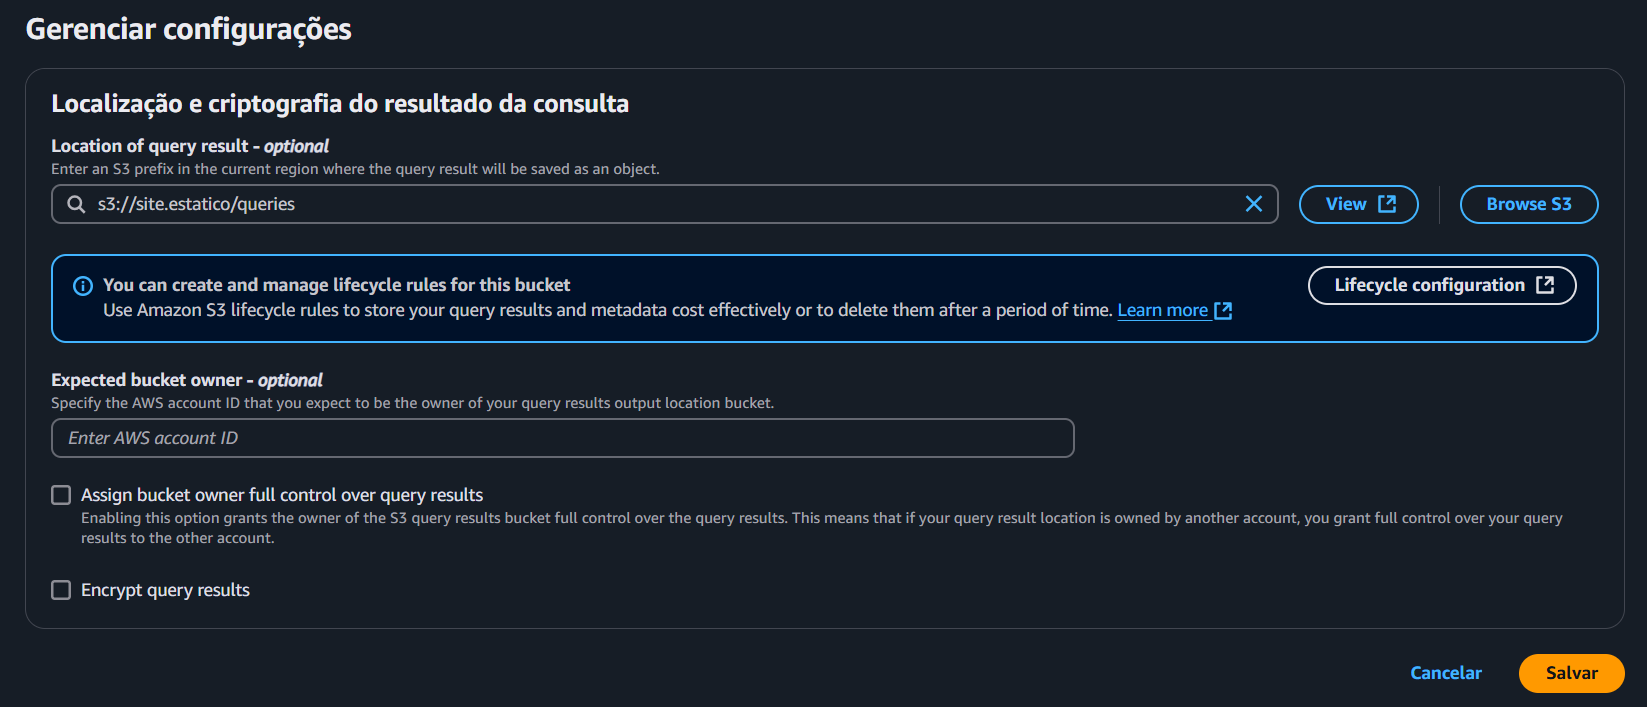 Gerenciar configurações
Localização e criptografia do resultado da consulta
Location of query result - optional
Enter an S3 prefix in the current region where the query result will be saved as an object.
s3://site.estatico/queries
View
Browse S3
You can create and manage lifecycle rules for this bucket
Lifecycle configuration
Use Amazon S3 lifecycle rules to store your query results and metadata cost effectively or to delete them after a period of time. Learn more
Expected bucket owner - optional
Specify the AWS account ID that you expect to be the owner of your query results output location bucket.
Enter AWS account ID
Assign bucket owner full control over query results
Enabling this option grants the owner of the S3 query results bucket full control over the query results. This means that if your query result location is owned by another account, you grant full control over your query
results to the other account.
Encrypt query results
Cancelar
Salvar